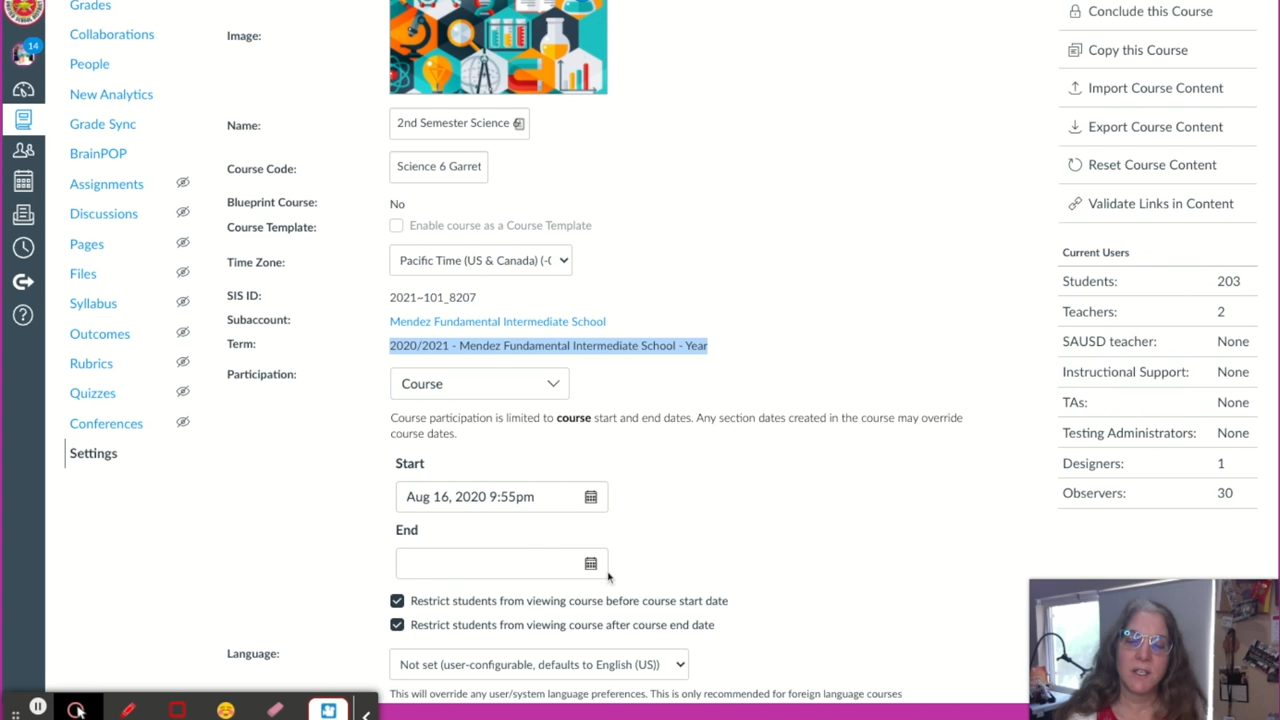 14
Grades
Collaborations
People
New Analytics
Grade Sync
BrainPOP
Assignments
Discussions
Pages
Files
Syllabus
Outcomes
Rubrics
Quizzes
Conferences
Settings
Image:
Name:
2nd Semester Science 6
Course Code:
Science 6 Garret
Blueprint Course:
No
Course Template:
Enable course as a Course Template
Time Zone:
Pacific Time (US & Canada) (-0
SIS ID:
2021~101_8207
Subaccount:
Mendez Fundamental Intermediate School
Term:
2020/2021 - Mendez Fundamental Intermediate School - Year
Participation:
Course
Course participation is limited to course start and end dates. Any section dates created in the course may override
course dates.
Start
Aug 16, 2020 9:55pm
End
Restrict students from viewing course before course start date
Restrict students from viewing course after course end date
Language:
Not set (user-configurable, defaults to English (US))
This will override any user/system language preferences. This is only recommended for foreign language courses
Conclude this Course
Copy this Course
Import Course Content
Export Course Content
Reset Course Content
Validate Links in Content
Current Users
Students: 203
Teachers: 2
SAUSD teacher: None
Instructional Support: None
TAs: None
Testing Administrators: None
Designers: 1
Observers: 30